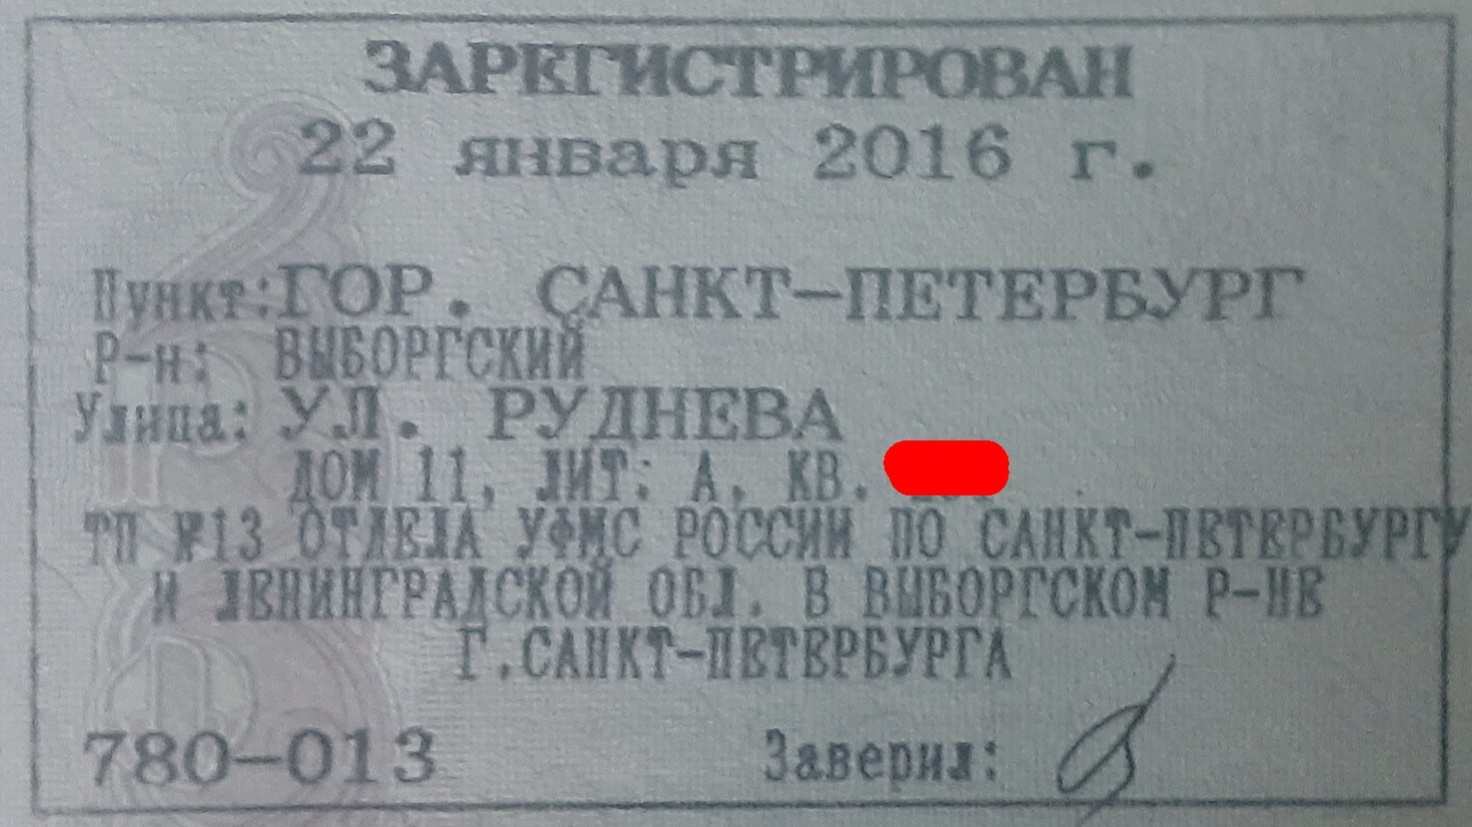 ЗАРЕГИСТРИРОВАН
22 января 2016 г.
Пункт: ГОР. САНКТ-ПЕТЕРБУРГ
Р-н: ВЫБОРГСКИЙ
Улица: УЛ. РУДНЕВА
ДОМ 11, ЛИТ: А, КВ.
ТП №13 ОТДЕЛА УФМС РОССИИ ПО САНКТ-ПЕТЕРБУРГУ
И ЛЕНИНГРАДСКОЙ ОБЛ. В ВЫБОРГСКОМ Р-НЕ
Г.САНКТ-ПЕТЕРБУРГА
780-013 Заверил: